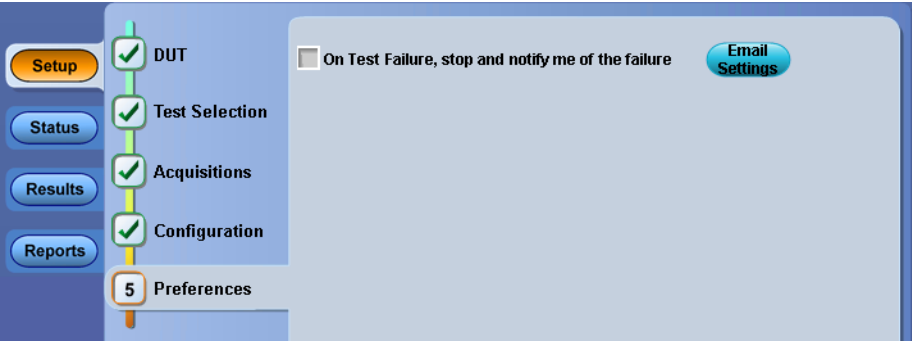 Setup
Status
Results
Reports
DUT
Test Selection
Acquisitions
Configuration
5 Preferences
On Test Failure, stop and notify me of the failure
Email
Settings